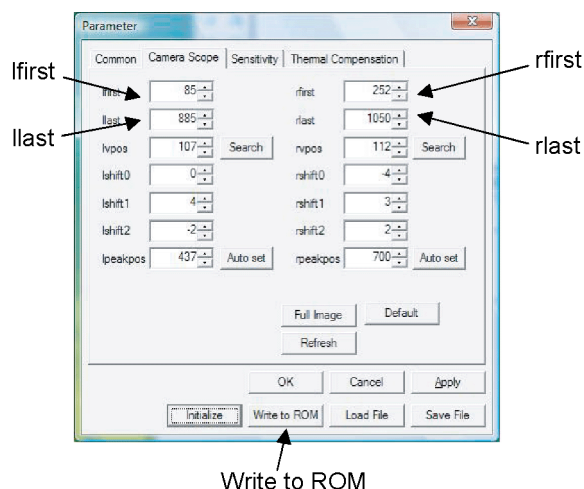 Parameter
Common Camera Scope Sensitivity Thermal Compensation
lfirst lfirst 85 rfirst 252 rfirst
llast llast 885 rlast 1050 rlast
lvpos 107 Search rvpos 112 Search
lshift0 0 rshift0 -4
lshift1 4 rshift1 3
lshift2 -2 rshift2 2
lpeakpos 437 Auto set rpeakpos 700 Auto set
Full Image Default
Refresh
OK Cancel Apply
Initialize Write to ROM Load File Save File
Write to ROM